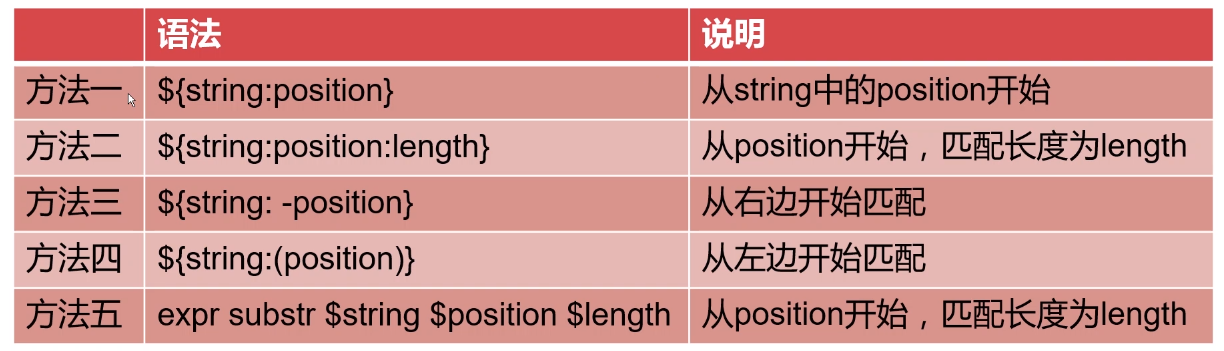 语法 说明
方法一 ${string:position} 从string中的position开始
方法二 ${string:position:length} 从position开始，匹配长度为length
方法三 ${string: -position} 从右边开始匹配
方法四 ${string:(position)} 从左边开始匹配
方法五 expr substr $string $position $length 从position开始，匹配长度为length